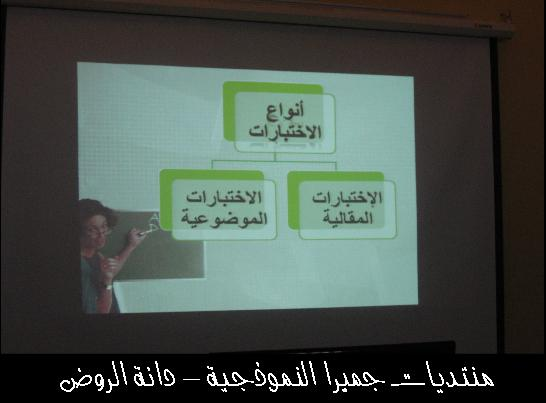 أنواع
الاختبارات
الإختبارات
المقالية
الاختبارات
الموضوعية
منتديات جميرا النموذجية – دانة الروض